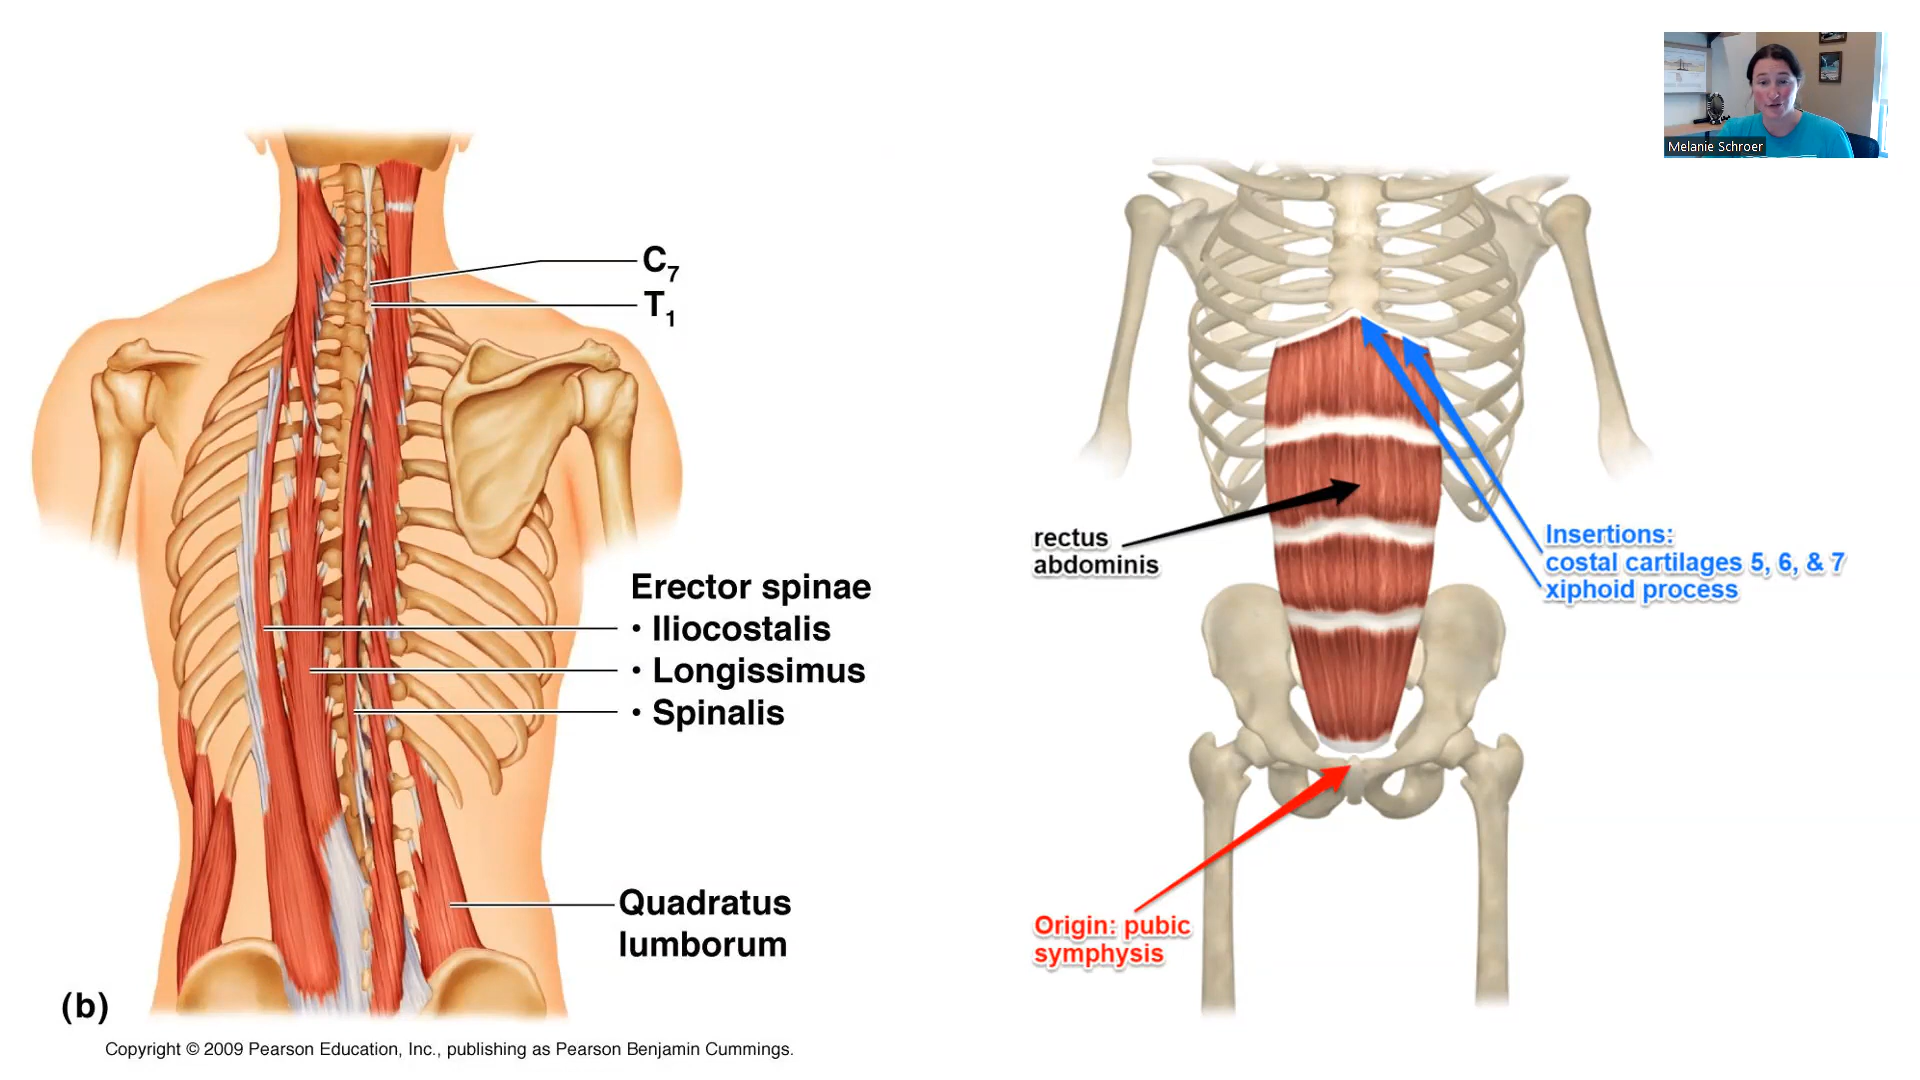 Melanie Schroer
C7
T1
Erector spinae
• Iliocostalis
• Longissimus
• Spinalis
Quadratus
lumborum
(b)
Copyright © 2009 Pearson Education, Inc., publishing as Pearson Benjamin Cummings.
rectus
abdominis
Insertions:
costal cartilages 5, 6, & 7
xiphoid process
Origin: pubic
symphysis